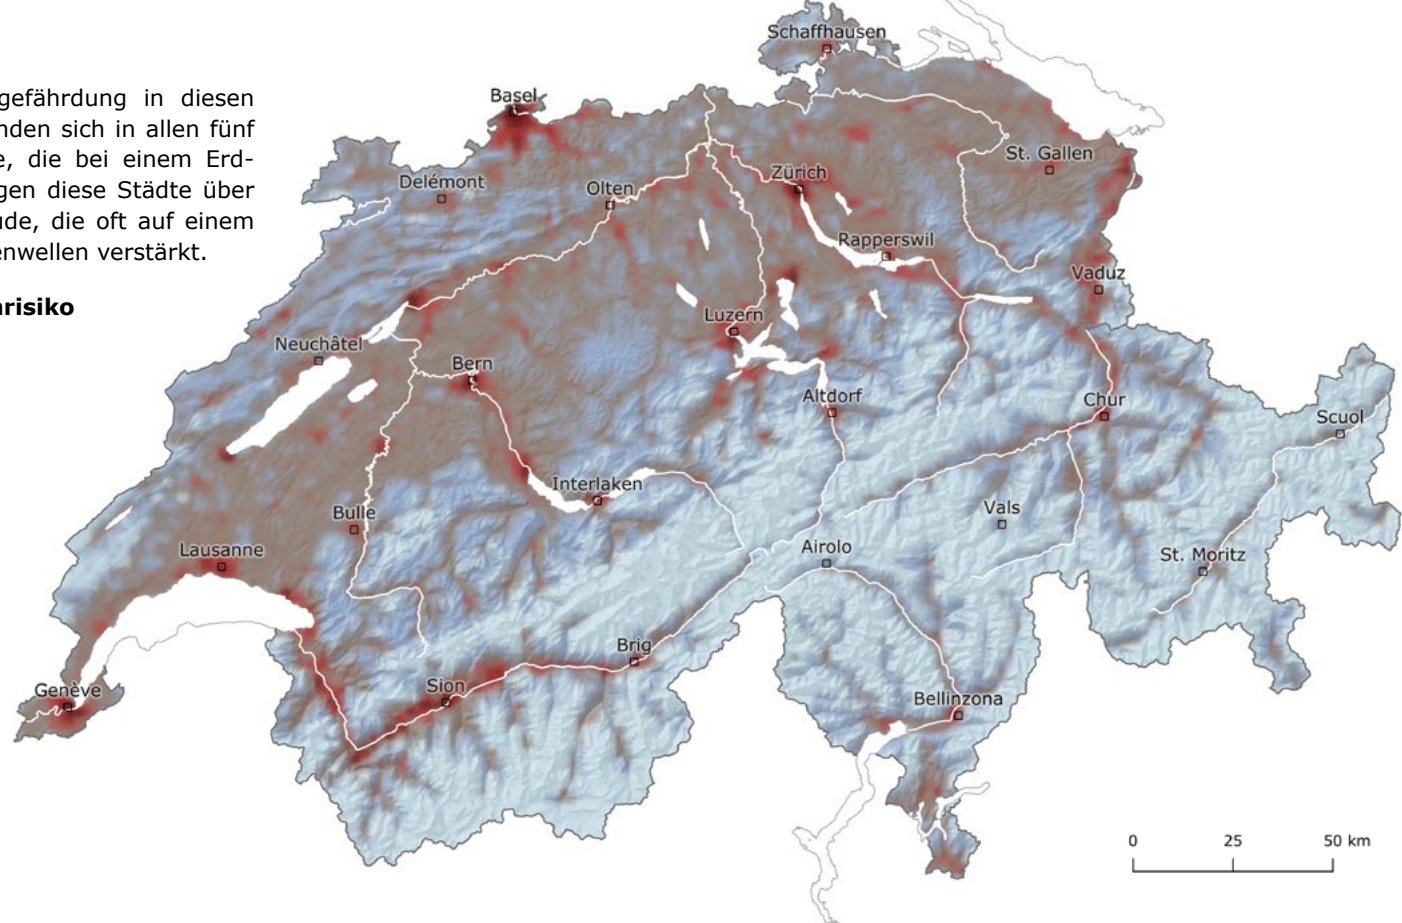 gefährdung in diesen
nden sich in allen fünf
e, die bei einem Erd-
gen diese Städte über
ude, die oft auf einem
enwellen verstärkt.
risiko
Schaffhausen
Basel
St. Gallen
Zürich
Delémont
Olten
Rapperswil
Vaduz
Luzern
Neuchâtel
Bern
Altdorf
Chur
Scuol
Interlaken
Bulle
Vals
Lausanne
Airolo
St. Moritz
Brig
Sion
Genève
Bellinzona
0 25 50 km